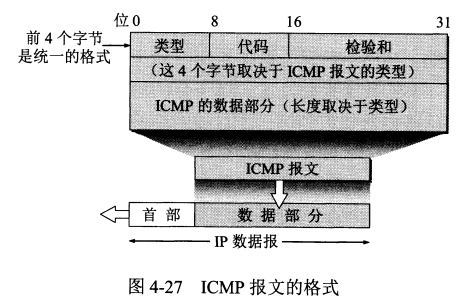 位 0 8 16 31
前 4 个字节
是统一的格式
类型 代码 检验和
(这 4 个字节取决于 ICMP 报文的类型)
ICMP 的数据部分(长度取决于类型)
ICMP 报文
首部 数据部分
IP 数据报
图 4-27 ICMP 报文的格式